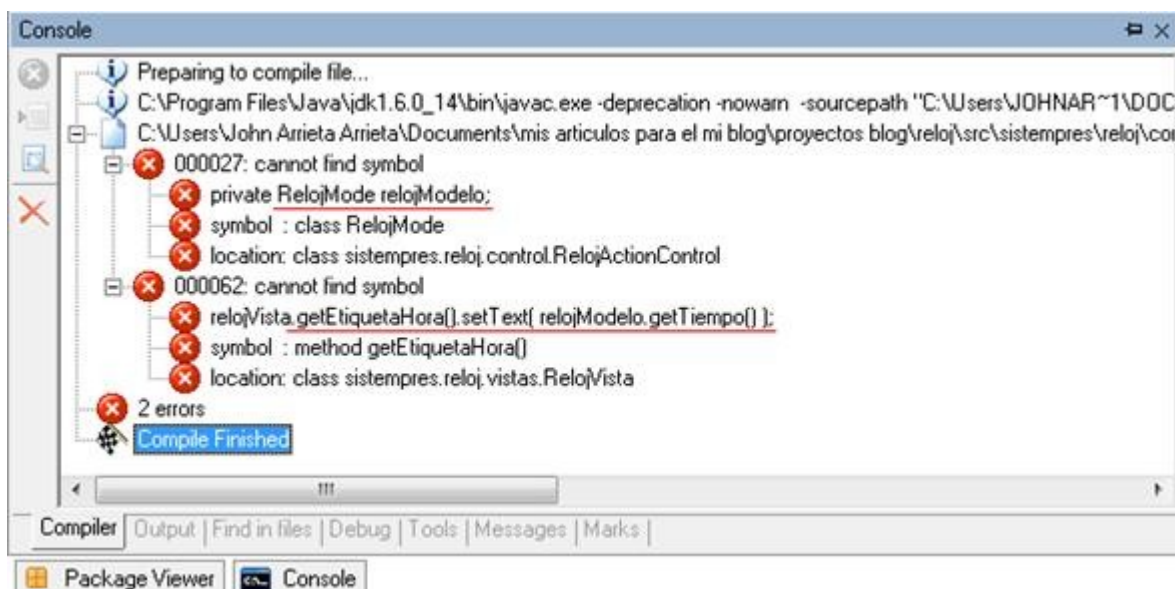 Console
Preparing to compile file...
C:\Program Files\Java\jdk1.6.0_14\bin\javac.exe -deprecation -nowarn -sourcepath "C:\Users\JOHNAR~1\DOC
C:\Users\John Arrieta Arrieta\Documents\mis articulos para el mi blog\proyectos blog\reloj\src\sistempres\reloj\co
000027: cannot find symbol
private RelojMode relojModelo;
symbol : class RelojMode
location: class sistempres.reloj.control.RelojActionControl
000062: cannot find symbol
relojVista.getEtiquetaHora().setText( relojModelo.getTiempo() );
symbol : method getEtiquetaHora()
location: class sistempres.reloj.vistas.RelojVista
2 errors
Compile Finished
Compiler | Output | Find in files | Debug | Tools | Messages | Marks |
Package Viewer Console